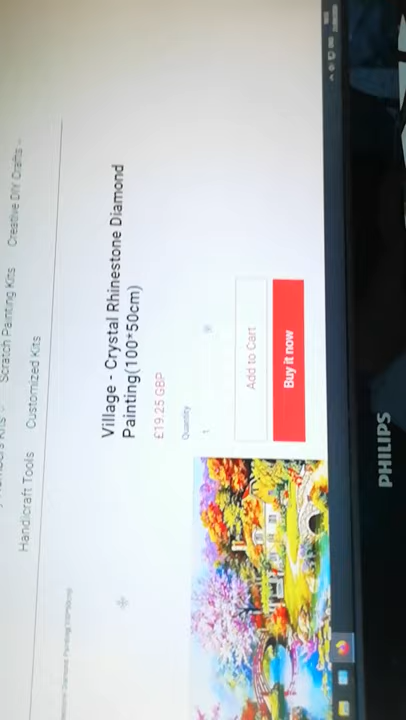 Scratch Painting Kits
Creative DIY Crafts
Handicraft Tools
Customized Kits
Village - Crystal Rhinestone Diamond
Painting(100*50cm)
£19.25 GBP
Quantity
1
Add to Cart
Buy it now
PHILIPS